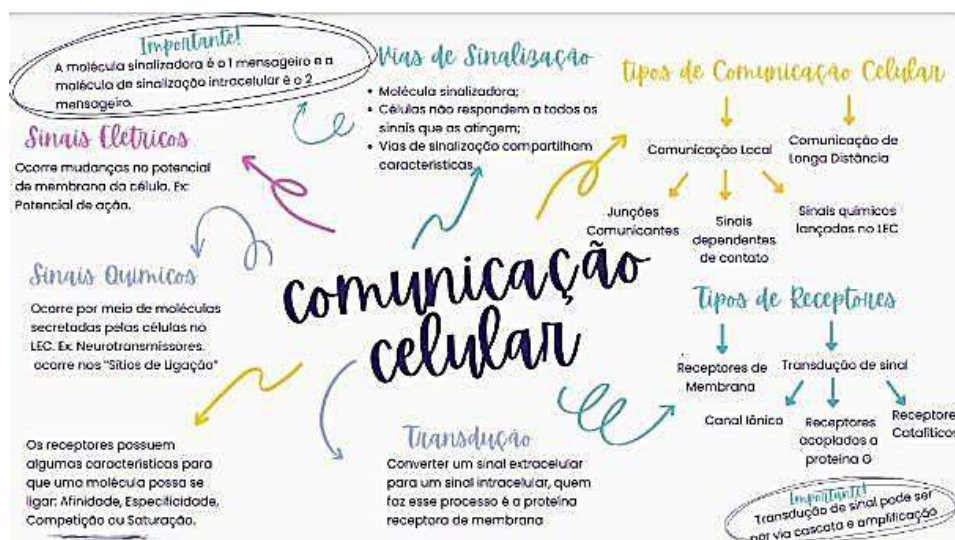 Importante!
A molécula sinalizadora é o 1 mensageiro e a
molécula de sinalização intracelular é o 2
mensageiro.
Vias de Sinalização
• Molécula sinalizadora;
• Células não respondem a todos os
sinais que as atingem;
• Vias de sinalização compartilham
características.
tipos de Comunicação Celular
Comunicação Local
Comunicação de
Longa Distância
Junções
Comunicantes
Sinais
dependentes
de contato
Sinais químicos
lançados no LEC
Sinais Elétricos
Ocorre mudanças no potencial
de membrana da célula. Ex:
Potencial de ação.
Sinais Químicos
Ocorre por meio de moléculas
secretadas pelas células no
LEC. Ex: Neurotransmissores.
ocorre nos "Sítios de Ligação"
comunicação
celular
Tipos de Receptores
Receptores de
Membrana
Transdução de sinal
Canal Iônico
Receptores
acoplados a
proteína G
Receptores
Catalíticos
Os receptores possuem
algumas características para
que uma molécula possa se
ligar: Afinidade, Especificidade,
Competição ou Saturação.
Transdução
Converter um sinal extracelular
para um sinal intracelular, quem
faz esse processo é a proteína
receptora de membrana
Importante!
Transdução de sinal pode ser
por via cascata e amplificação